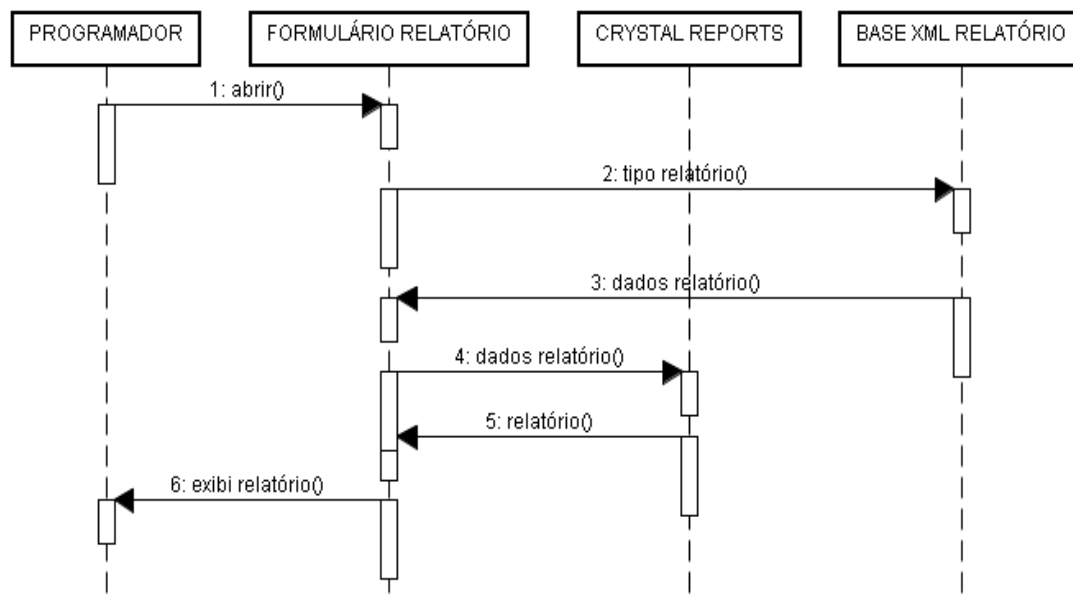 PROGRAMADOR
FORMULÁRIO RELATÓRIO
CRYSTAL REPORTS
BASE XML RELATÓRIO
1: abrir()
2: tipo relatório()
3: dados relatório()
4: dados relatório()
5: relatório()
6: exibi relatório()